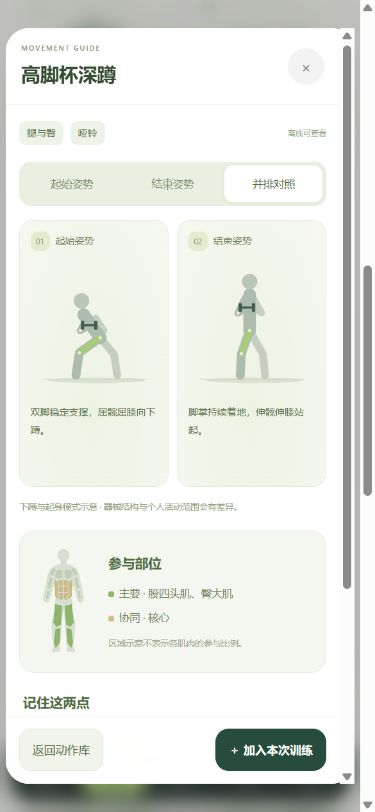 MOVEMENT GUIDE
高脚杯深蹲
×
腿与臀
哑铃
离线可查看
起始姿势
结束姿势
并排对照
01 起始姿势
双脚稳定支撑，屈髋屈膝向下
蹲。
02 结束姿势
脚掌持续着地，伸髋伸膝站
起。
下蹲与起身模式示意 · 器械结构与个人活动范围会有差异。
参与部位
主要 · 股四头肌、臀大肌
协同 · 核心
区域示意不表示各肌肉的参与比例。
记住这两点
返回动作库
+ 加入本次训练